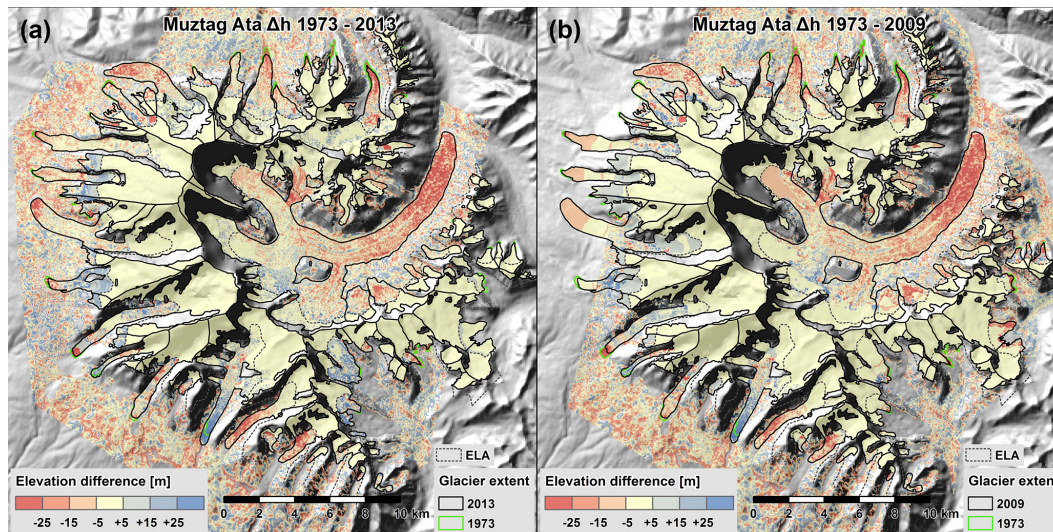 (a) Muztag Ata Δh 1973 - 2013
Elevation difference [m]
-25 -15 -5 +5 +15 +25
0 2 4 6 8 10 km
ELA
Glacier extent
2013
1973
(b) Muztag Ata Δh 1973 - 2009
Elevation difference [m]
-25 -15 -5 +5 +15 +25
0 2 4 6 8 10 km
ELA
Glacier extent
2009
1973